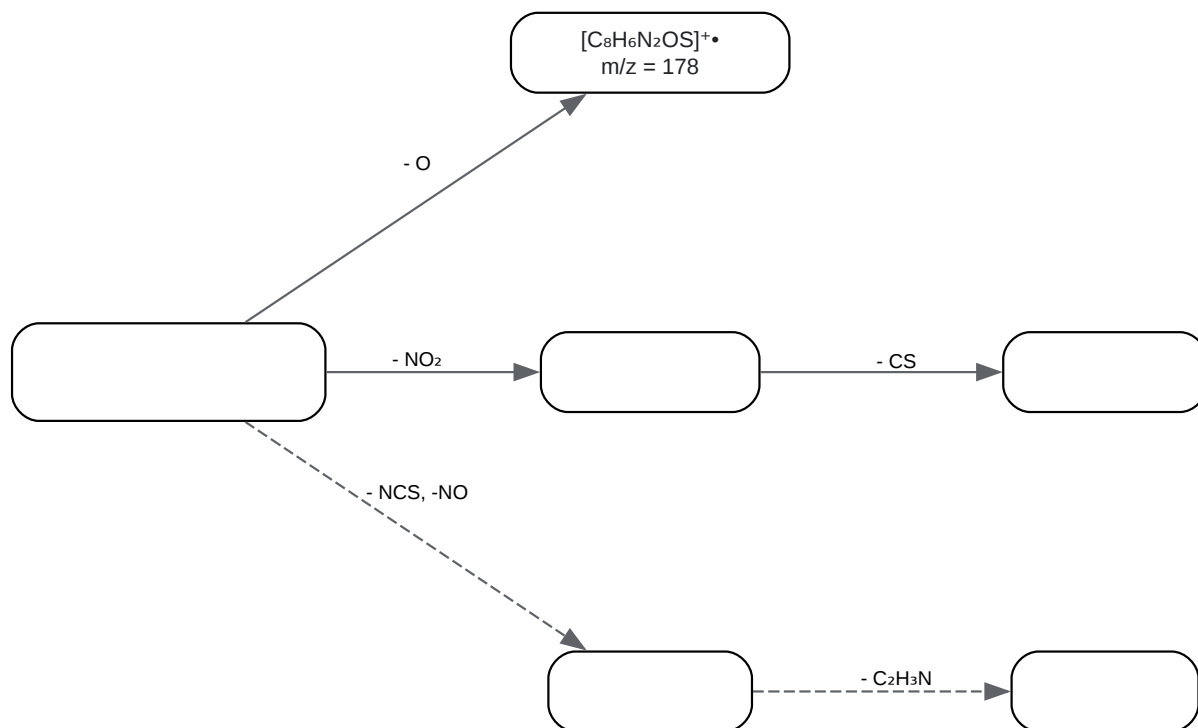 [C₈H₆N₂OS]⁺•
m/z = 178
- O
- NO₂
- CS
- NCS, -NO
- C₂H₃N